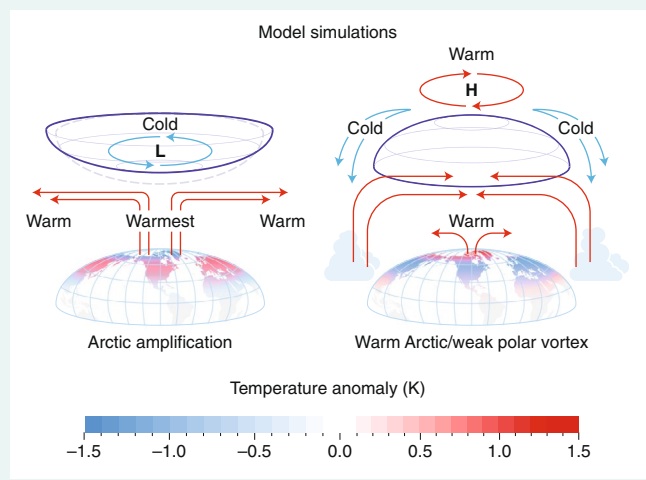 Model simulations
Cold
L
Warm
Warmest
Warm
Arctic amplification
Warm
H
Cold
Cold
Warm
Warm Arctic/weak polar vortex
Temperature anomaly (K)
–1.5 –1.0 –0.5 0.0 0.5 1.0 1.5